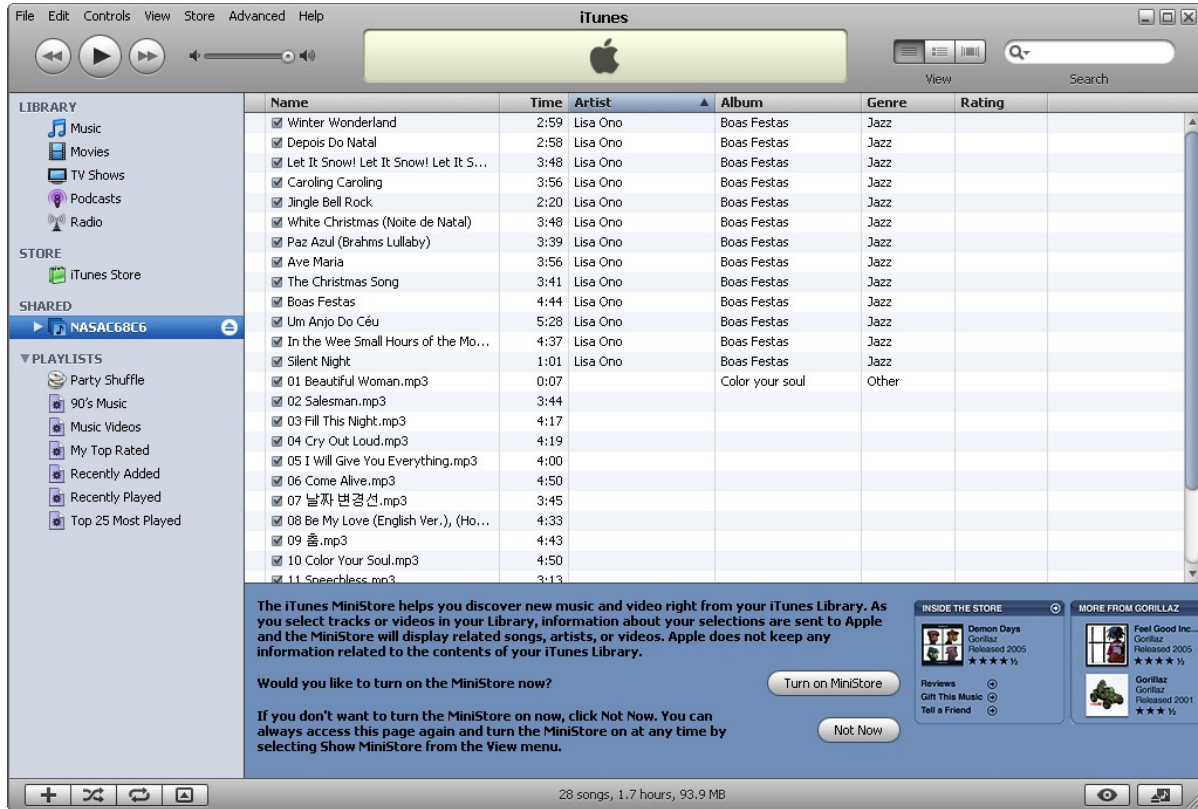 File Edit Controls View Store Advanced Help
iTunes
View
Search
LIBRARY
Music
Movies
TV Shows
Podcasts
Radio
STORE
iTunes Store
SHARED
NASAC68C6
PLAYLISTS
Party Shuffle
90's Music
Music Videos
My Top Rated
Recently Added
Recently Played
Top 25 Most Played
Name Time Artist Album Genre Rating
Winter Wonderland 2:59 Lisa Ono Boas Festas Jazz
Depois Do Natal 2:58 Lisa Ono Boas Festas Jazz
Let It Snow! Let It Snow! Let It S... 3:48 Lisa Ono Boas Festas Jazz
Caroling Caroling 3:56 Lisa Ono Boas Festas Jazz
Jingle Bell Rock 2:20 Lisa Ono Boas Festas Jazz
White Christmas (Noite de Natal) 3:48 Lisa Ono Boas Festas Jazz
Paz Azul (Brahms Lullaby) 3:39 Lisa Ono Boas Festas Jazz
Ave Maria 3:56 Lisa Ono Boas Festas Jazz
The Christmas Song 3:41 Lisa Ono Boas Festas Jazz
Boas Festas 4:44 Lisa Ono Boas Festas Jazz
Um Anjo Do Céu 5:28 Lisa Ono Boas Festas Jazz
In the Wee Small Hours of the Mo... 4:37 Lisa Ono Boas Festas Jazz
Silent Night 1:01 Lisa Ono Boas Festas Jazz
01 Beautiful Woman.mp3 0:07 Color your soul Other
02 Salesman.mp3 3:44
03 Fill This Night.mp3 4:17
04 Cry Out Loud.mp3 4:19
05 I Will Give You Everything.mp3 4:00
06 Come Alive.mp3 4:50
07 날짜 변경선.mp3 3:45
08 Be My Love (English Ver.), (Ho... 4:33
09 춤.mp3 4:43
10 Color Your Soul.mp3 4:50
11 Speechless.mp3 3:13
The iTunes MiniStore helps you discover new music and video right from your iTunes Library. As
you select tracks or videos in your Library, information about your selections are sent to Apple
and the MiniStore will display related songs, artists, or videos. Apple does not keep any
information related to the contents of your iTunes Library.
Would you like to turn on the MiniStore now?
Turn on MiniStore
If you don't want to turn the MiniStore on now, click Not Now. You can
always access this page again and turn the MiniStore on at any time by
selecting Show MiniStore from the View menu.
Not Now
INSIDE THE STORE
Demon Days
Gorillaz
Released 2005
Reviews
Gift This Music
Tell a Friend
MORE FROM GORILLAZ
Feel Good Inc...
Gorillaz
Released 2005
Gorillaz
Gorillaz
Released 2001
28 songs, 1.7 hours, 93.9 MB